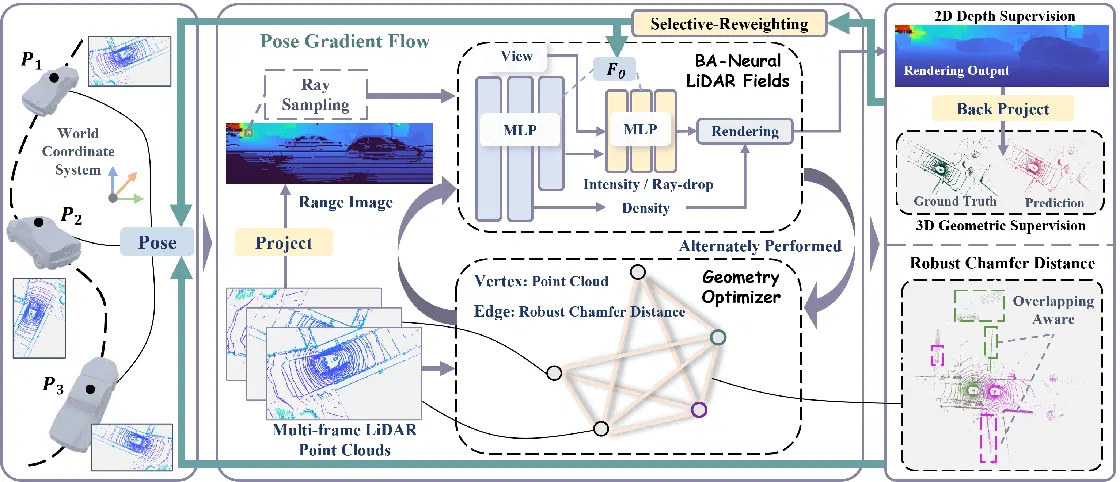 P1
World
Coordinate
System
P2
P3
Pose
Pose Gradient Flow
Ray
Sampling
Range Image
Project
Multi-frame LiDAR
Point Clouds
Selective-Reweighting
View
F0
BA-Neural
LiDAR Fields
MLP
MLP
Rendering
Intensity / Ray-drop
Density
Alternately Performed
Vertex: Point Cloud
Geometry
Optimizer
Edge: Robust Chamfer Distance
2D Depth Supervision
Rendering Output
Back Project
Ground Truth
Prediction
3D Geometric Supervision
Robust Chamfer Distance
Overlapping
Aware